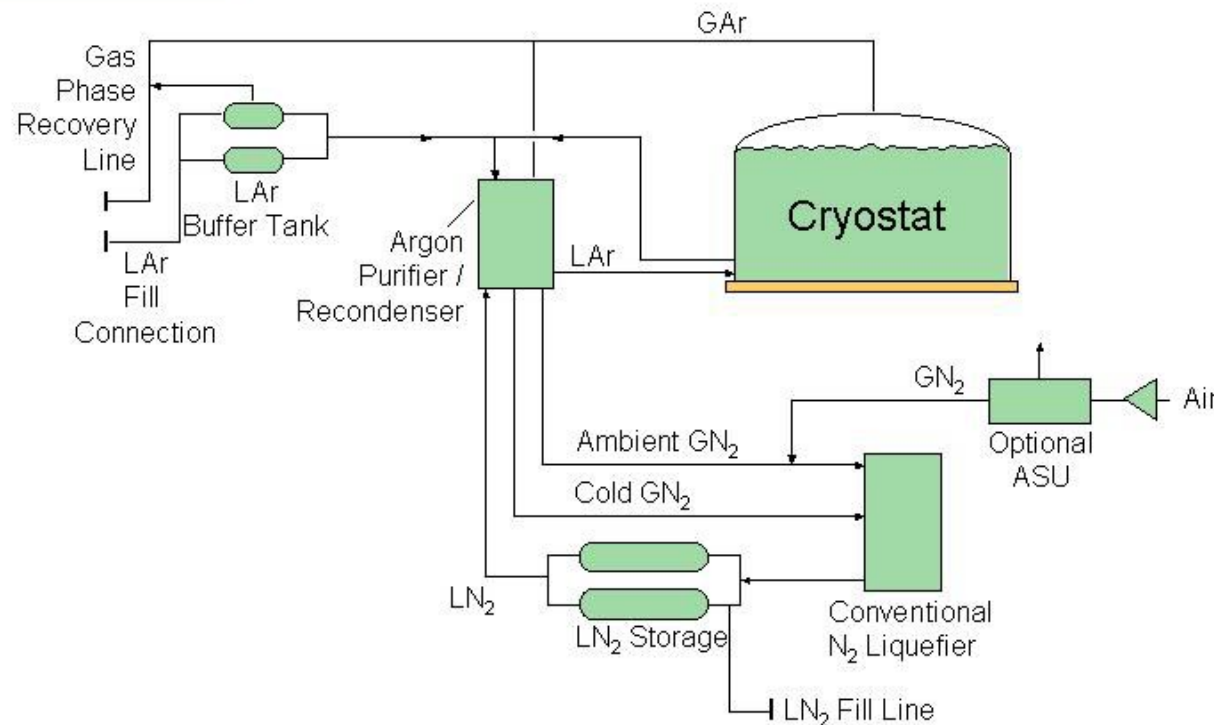 GAr
Gas
Phase
Recovery
Line
LAr
Buffer Tank
Cryostat
Argon
Purifier /
Recondenser
LAr
LAr
Fill
Connection
GN₂
Air
Optional
ASU
Ambient GN₂
Cold GN₂
LN₂
LN₂ Storage
Conventional
N₂ Liquefier
LN₂ Fill Line